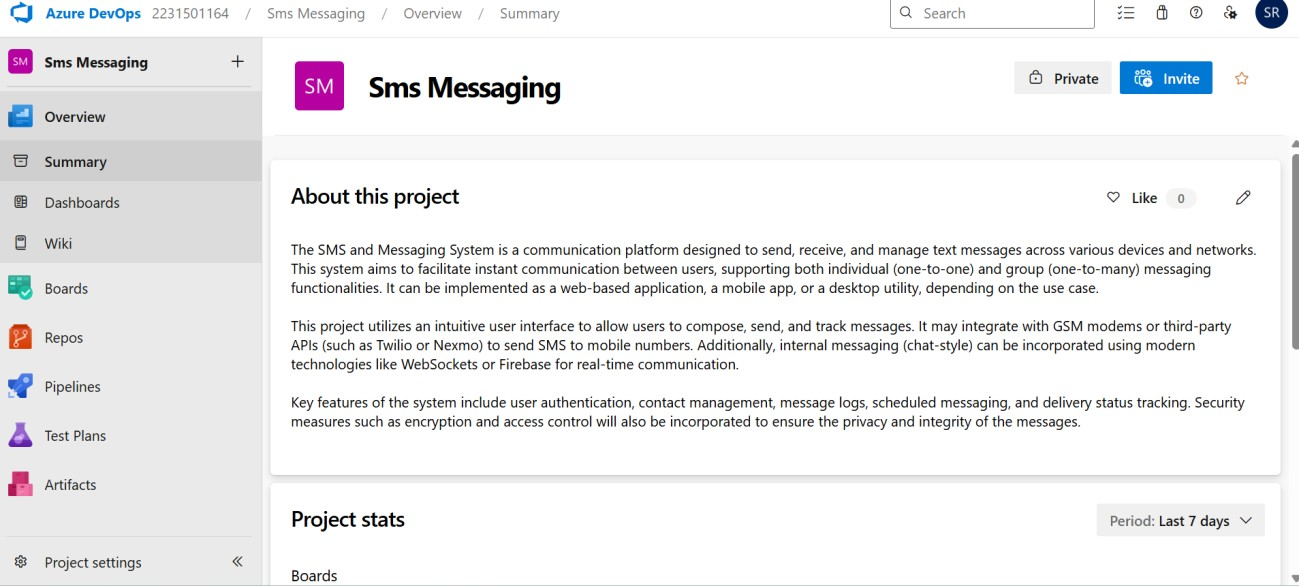 Azure DevOps 2231501164 / Sms Messaging / Overview / Summary
Search
SR
SM Sms Messaging +
Overview
Summary
Dashboards
Wiki
Boards
Repos
Pipelines
Test Plans
Artifacts
Project settings
SM Sms Messaging
Private
Invite
About this project
Like 0
The SMS and Messaging System is a communication platform designed to send, receive, and manage text messages across various devices and networks.
This system aims to facilitate instant communication between users, supporting both individual (one-to-one) and group (one-to-many) messaging
functionalities. It can be implemented as a web-based application, a mobile app, or a desktop utility, depending on the use case.
This project utilizes an intuitive user interface to allow users to compose, send, and track messages. It may integrate with GSM modems or third-party
APIs (such as Twilio or Nexmo) to send SMS to mobile numbers. Additionally, internal messaging (chat-style) can be incorporated using modern
technologies like WebSockets or Firebase for real-time communication.
Key features of the system include user authentication, contact management, message logs, scheduled messaging, and delivery status tracking. Security
measures such as encryption and access control will also be incorporated to ensure the privacy and integrity of the messages.
Project stats
Period: Last 7 days
Boards